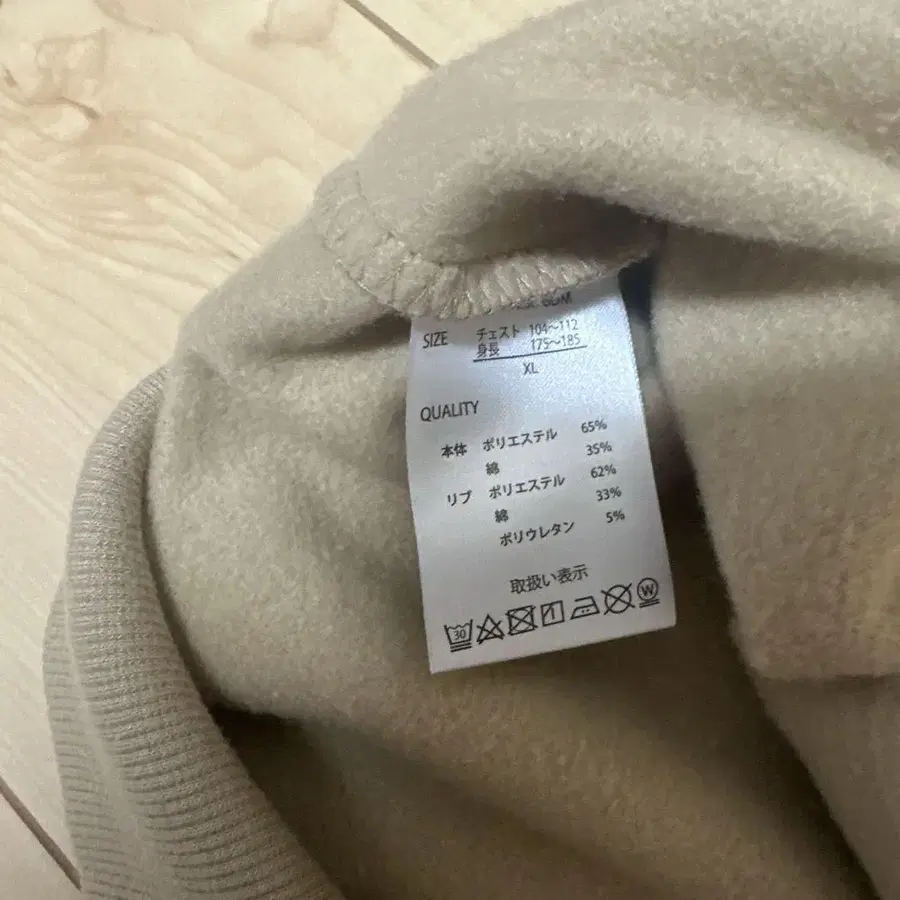 SIZE チェスト 104〜112
身長 175〜185
XL
QUALITY
本体 ポリエステル 65%
綿 35%
リブ ポリエステル 62%
綿 33%
ポリウレタン 5%
取扱い表示
30 W